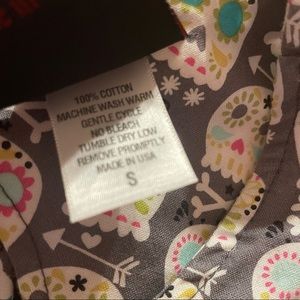 100% COTTON
MACHINE WASH WARM
GENTLE CYCLE
NO BLEACH
TUMBLE DRY LOW
REMOVE PROMPTLY
MADE IN USA
S